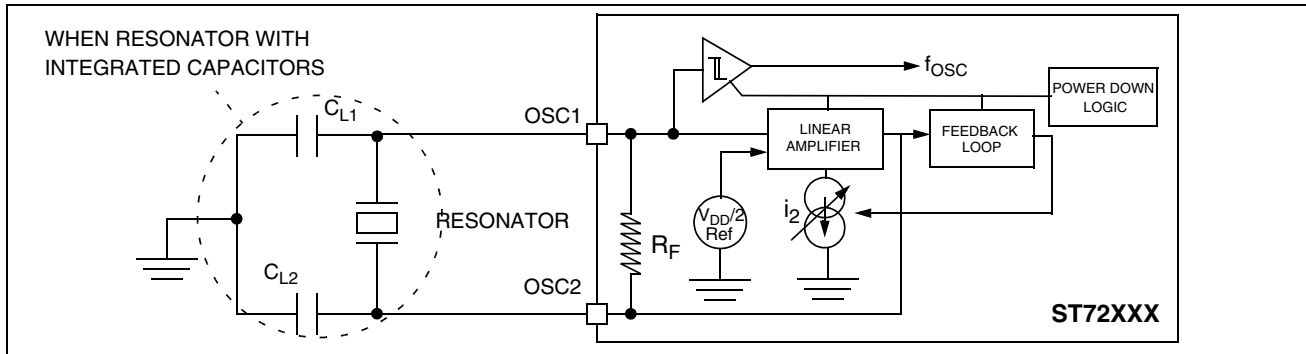 WHEN RESONATOR WITH
INTEGRATED CAPACITORS
CL1
OSC1
fOSC
POWER DOWN
LOGIC
LINEAR
AMPLIFIER
FEEDBACK
LOOP
RESONATOR
RF
VDD/2
Ref
i2
CL2
OSC2
ST72XXX